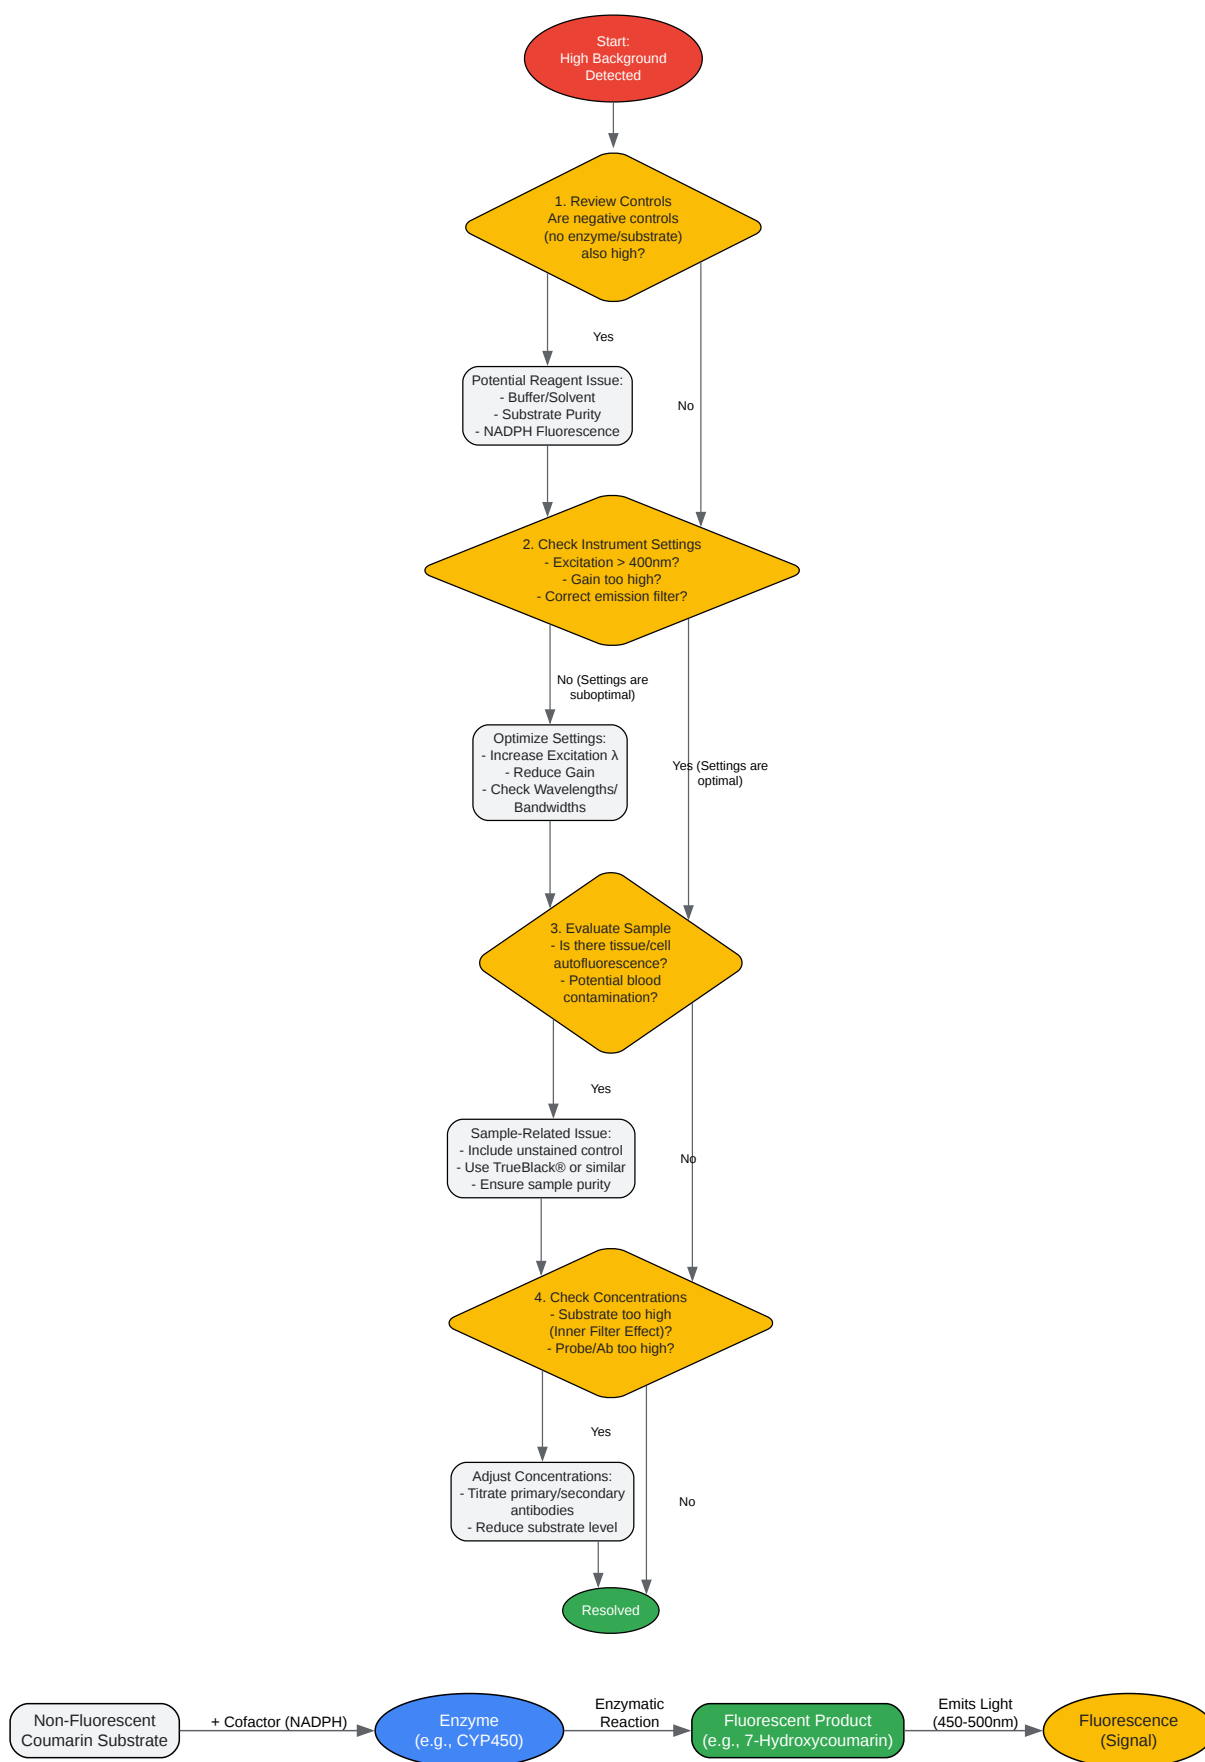 Start:
High Background
Detected
1. Review Controls
Are negative controls
(no enzyme/substrate)
also high?
Yes
No
Potential Reagent Issue:
- Buffer/Solvent
- Substrate Purity
- NADPH Fluorescence
2. Check Instrument Settings
- Excitation > 400nm?
- Gain too high?
- Correct emission filter?
No (Settings are
suboptimal)
Yes (Settings are
optimal)
Optimize Settings:
- Increase Excitation λ
- Reduce Gain
- Check Wavelengths/
Bandwidths
3. Evaluate Sample
- Is there tissue/cell
autofluorescence?
- Potential blood
contamination?
Yes
No
Sample-Related Issue:
- Include unstained control
- Use TrueBlack® or similar
- Ensure sample purity
4. Check Concentrations
- Substrate too high
(Inner Filter Effect)?
- Probe/Ab too high?
Yes
No
Adjust Concentrations:
- Titrate primary/secondary
antibodies
- Reduce substrate level
Resolved
Non-Fluorescent
Coumarin Substrate
+ Cofactor (NADPH)
Enzyme
(e.g., CYP450)
Enzymatic
Reaction
Fluorescent Product
(e.g., 7-Hydroxycoumarin)
Emits Light
(450-500nm)
Fluorescence
(Signal)